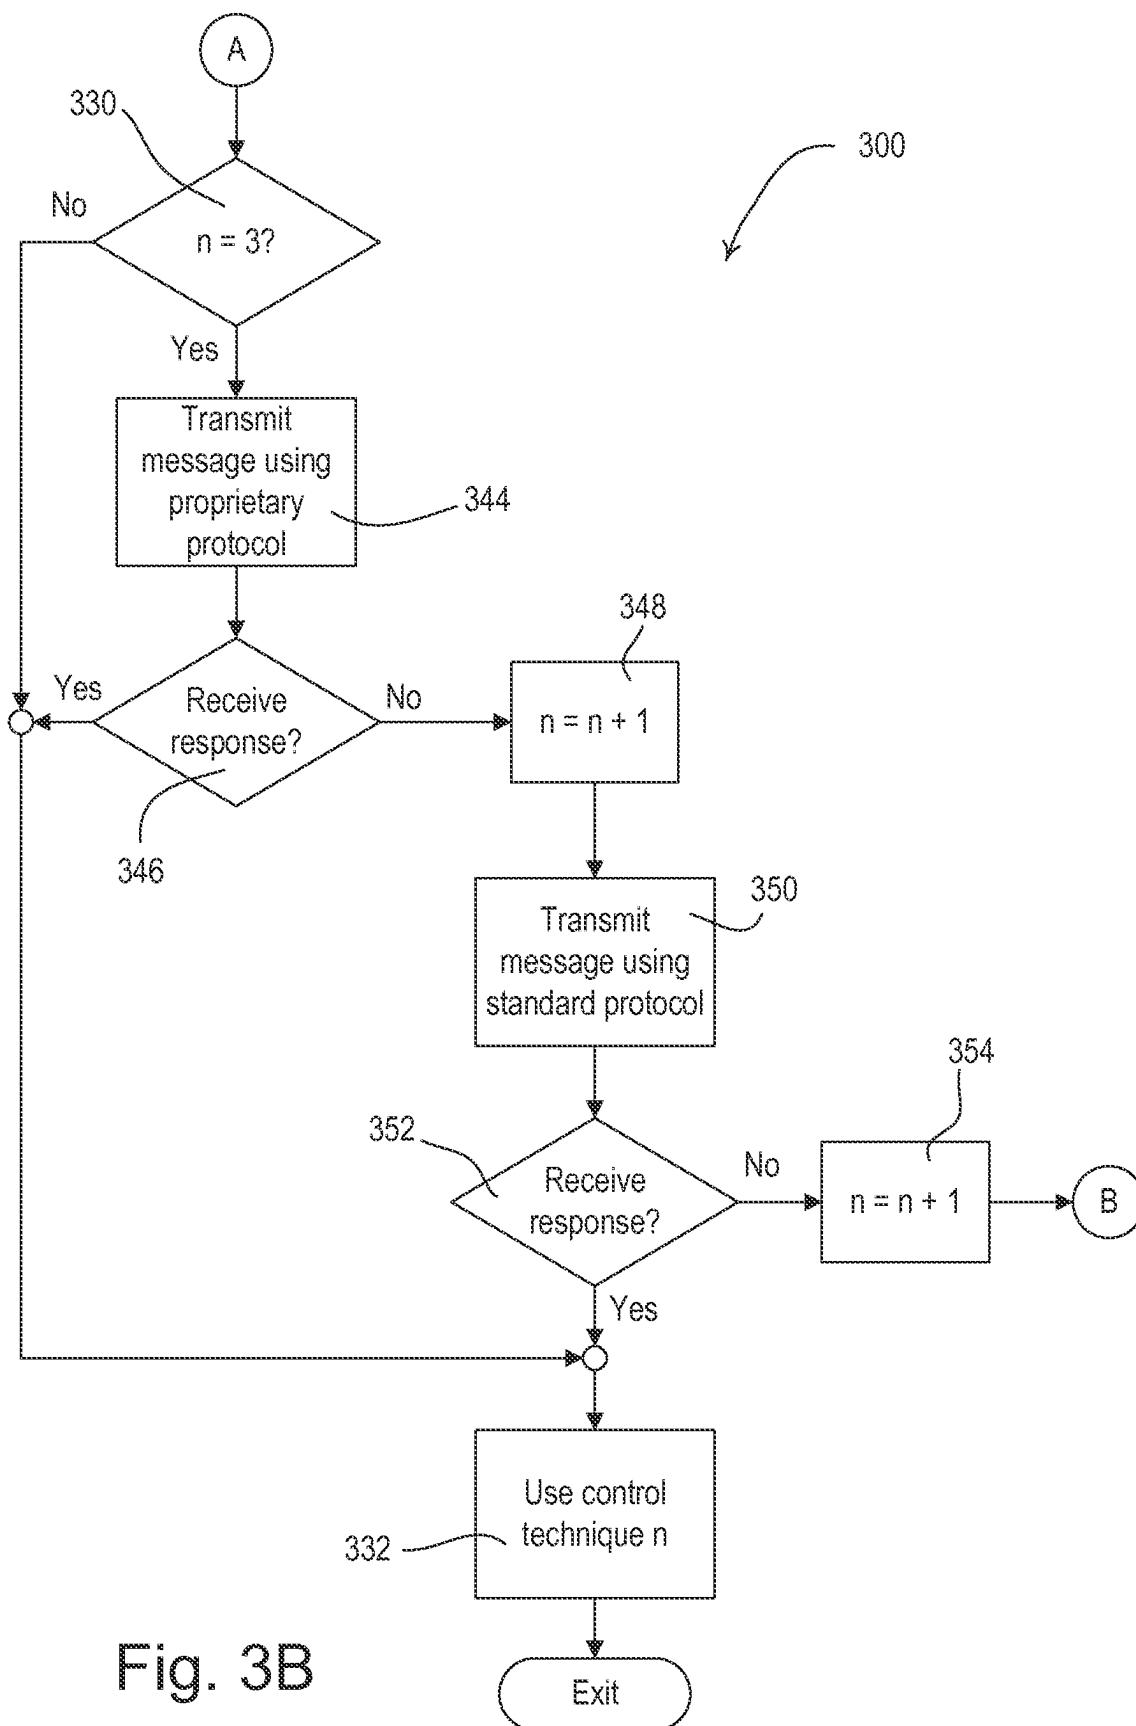 A
330
300
No
n = 3?
Yes
Transmit
message using
proprietary
protocol
344
348
Yes
Receive
response?
No
n = n + 1
346
350
Transmit
message using
standard protocol
354
352
Receive
response?
No
n = n + 1
B
Yes
Use control
technique n
332
Fig. 3B
Exit